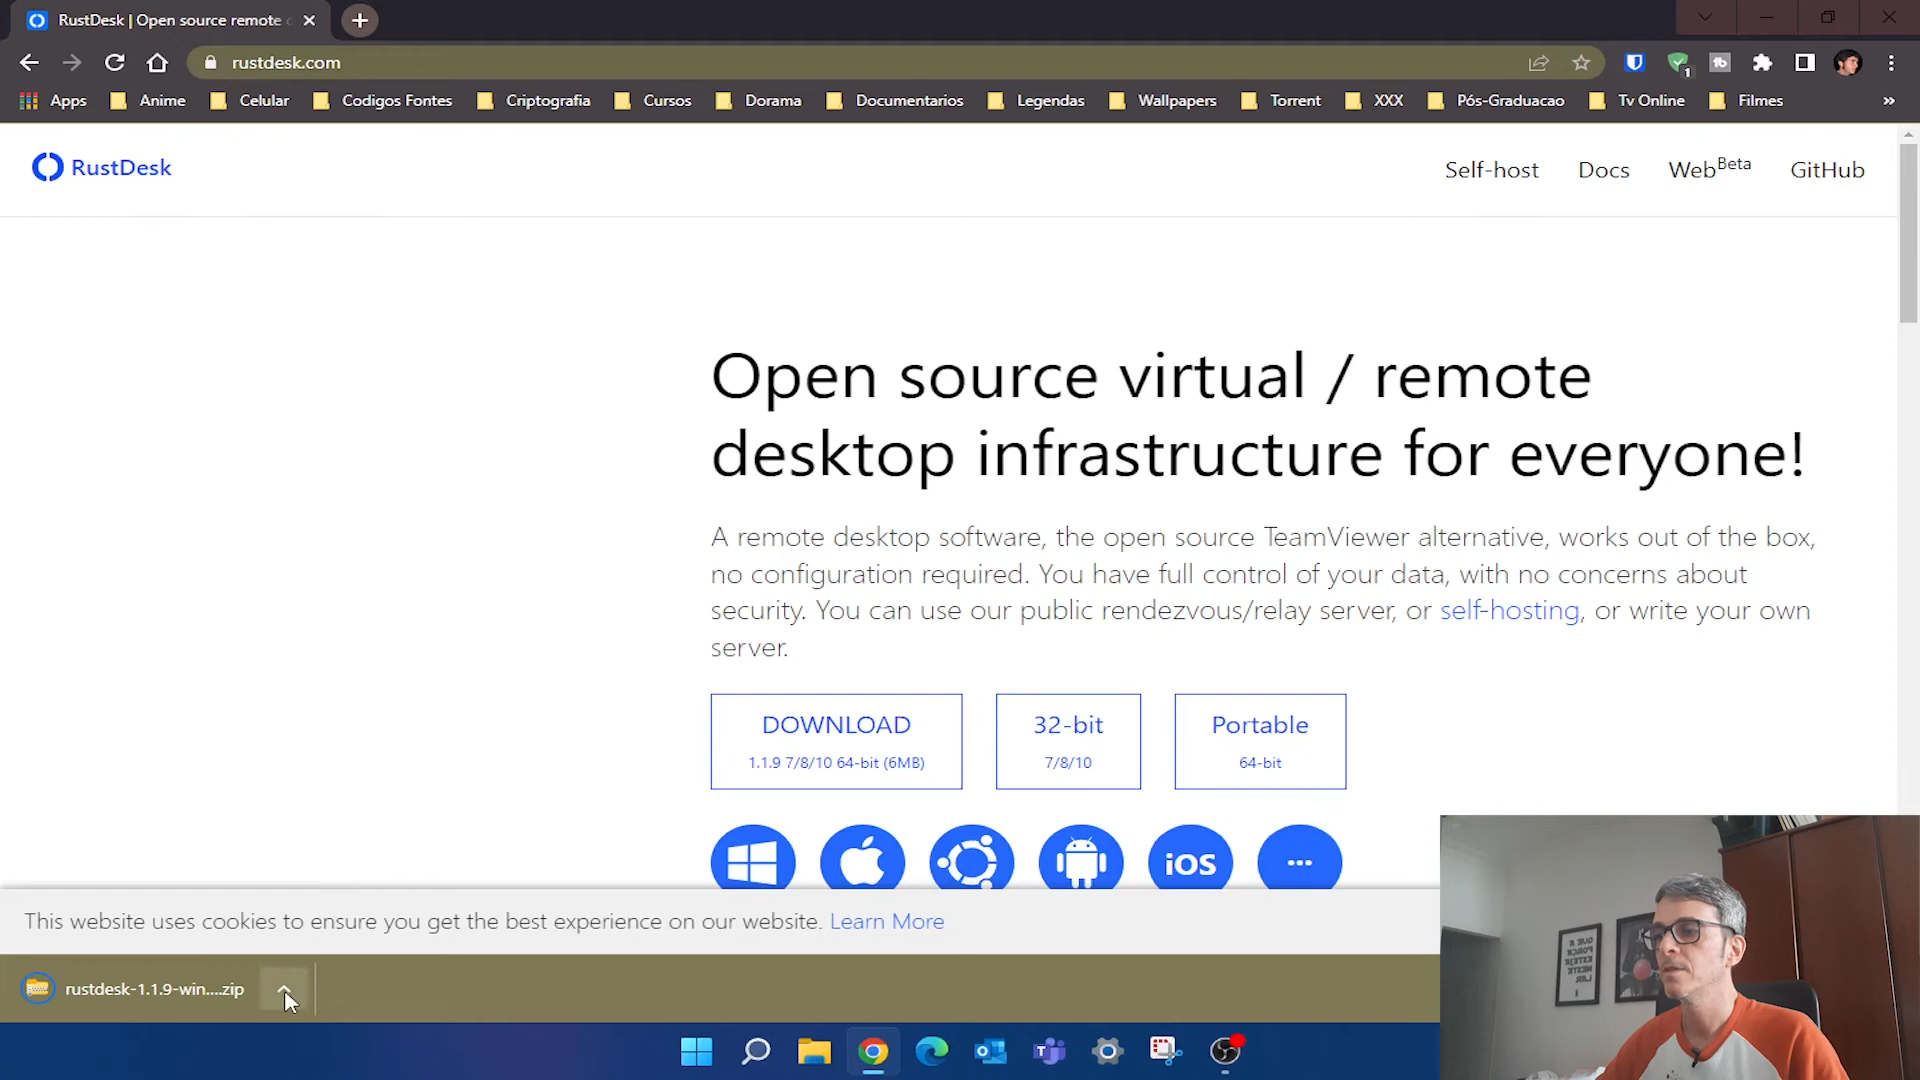 RustDesk | Open source remote
rustdesk.com
1
Apps
Anime
Celular
Codigos Fontes
Criptografia
Cursos
Dorama
Documentarios
Legendas
Wallpapers
Torrent
XXX
Pós-Graduacao
Tv Online
Filmes
»
RustDesk
Self-host
Docs
Web Beta
GitHub
Open source virtual / remote
desktop infrastructure for everyone!
A remote desktop software, the open source TeamViewer alternative, works out of the box,
no configuration required. You have full control of your data, with no concerns about
security. You can use our public rendezvous/relay server, or self-hosting, or write your own
server.
DOWNLOAD
1.1.9 7/8/10 64-bit (6MB)
32-bit
7/8/10
Portable
64-bit
iOS
...
This website uses cookies to ensure you get the best experience on our website. Learn More
rustdesk-1.1.9-win....zip